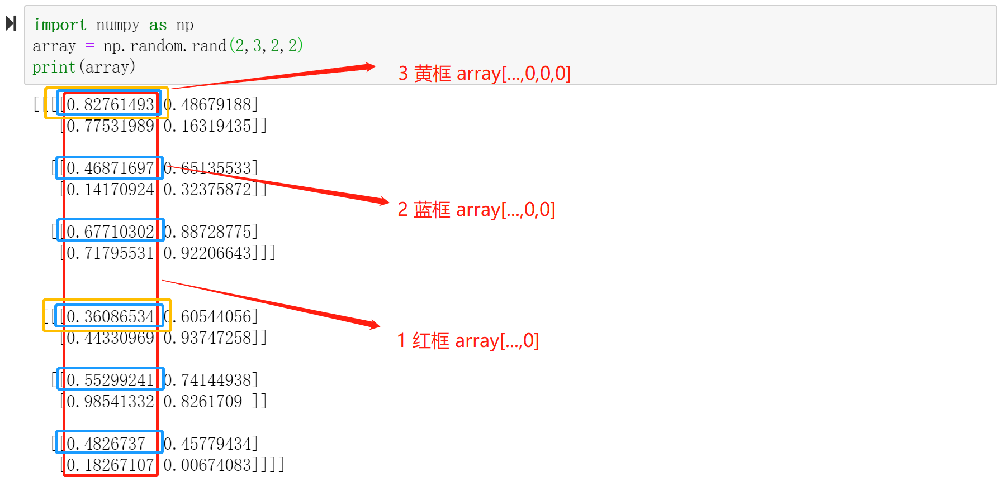 import numpy as np
array = np.random.rand(2,3,2,2)
print(array)
3 黄框 array[...,0,0,0]
[[[[0.82761493 0.48679188]
[0.77531989 0.16319435]]
[[0.46871697 0.65135533]
[0.14170924 0.32375872]]
2 蓝框 array[...,0,0]
[[0.67710302 0.88728775]
[0.71795531 0.92206643]]]
[[[0.36086534 0.60544056]
[0.44330969 0.93747258]]
1 红框 array[...,0]
[[0.55299241 0.74144938]
[0.98541332 0.8261709 ]]
[[0.4826737  0.45779434]
[0.18267107 0.00674083]]]]